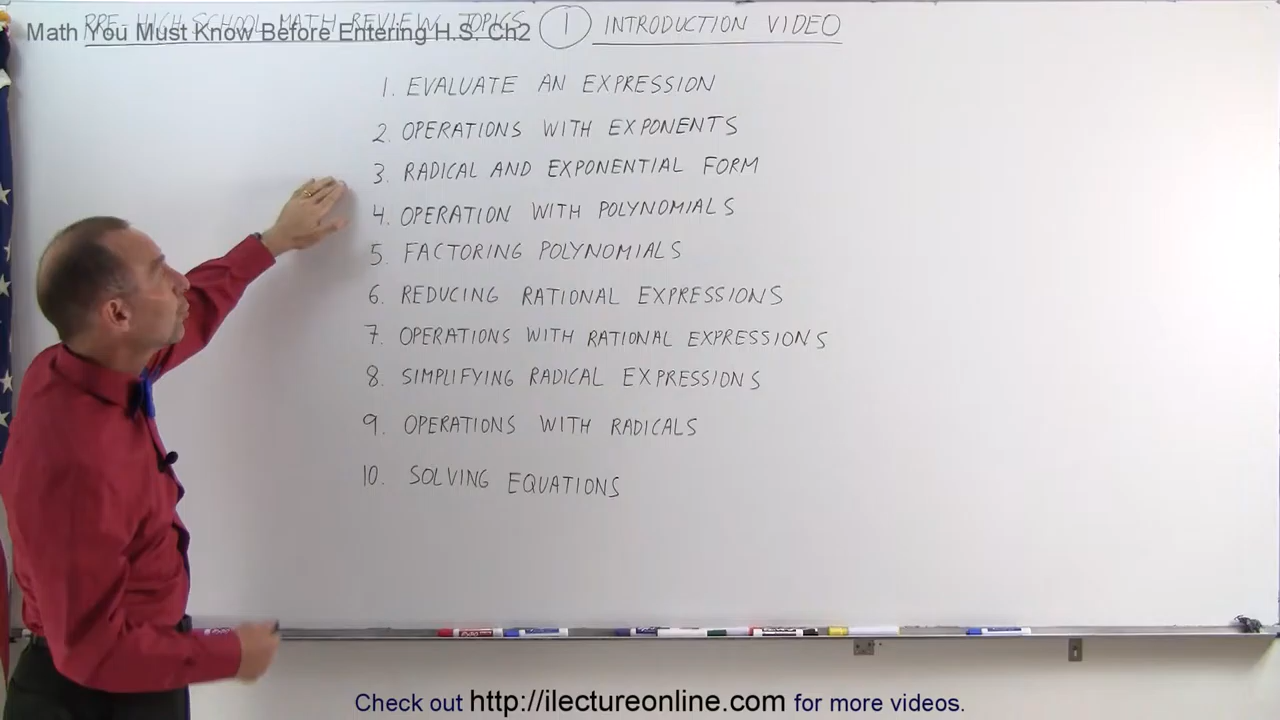 PRE-HIGH SCHOOL MATH REVIEW TOPICS 1 INTRODUCTION VIDEO
Math You Must Know Before Entering H.S. Ch2
1. EVALUATE AN EXPRESSION
2. OPERATIONS WITH EXPONENTS
3. RADICAL AND EXPONENTIAL FORM
4. OPERATION WITH POLYNOMIALS
5. FACTORING POLYNOMIALS
6. REDUCING RATIONAL EXPRESSIONS
7. OPERATIONS WITH RATIONAL EXPRESSIONS
8. SIMPLIFYING RADICAL EXPRESSIONS
9. OPERATIONS WITH RADICALS
10. SOLVING EQUATIONS
Check out http://ilectureonline.com for more videos.